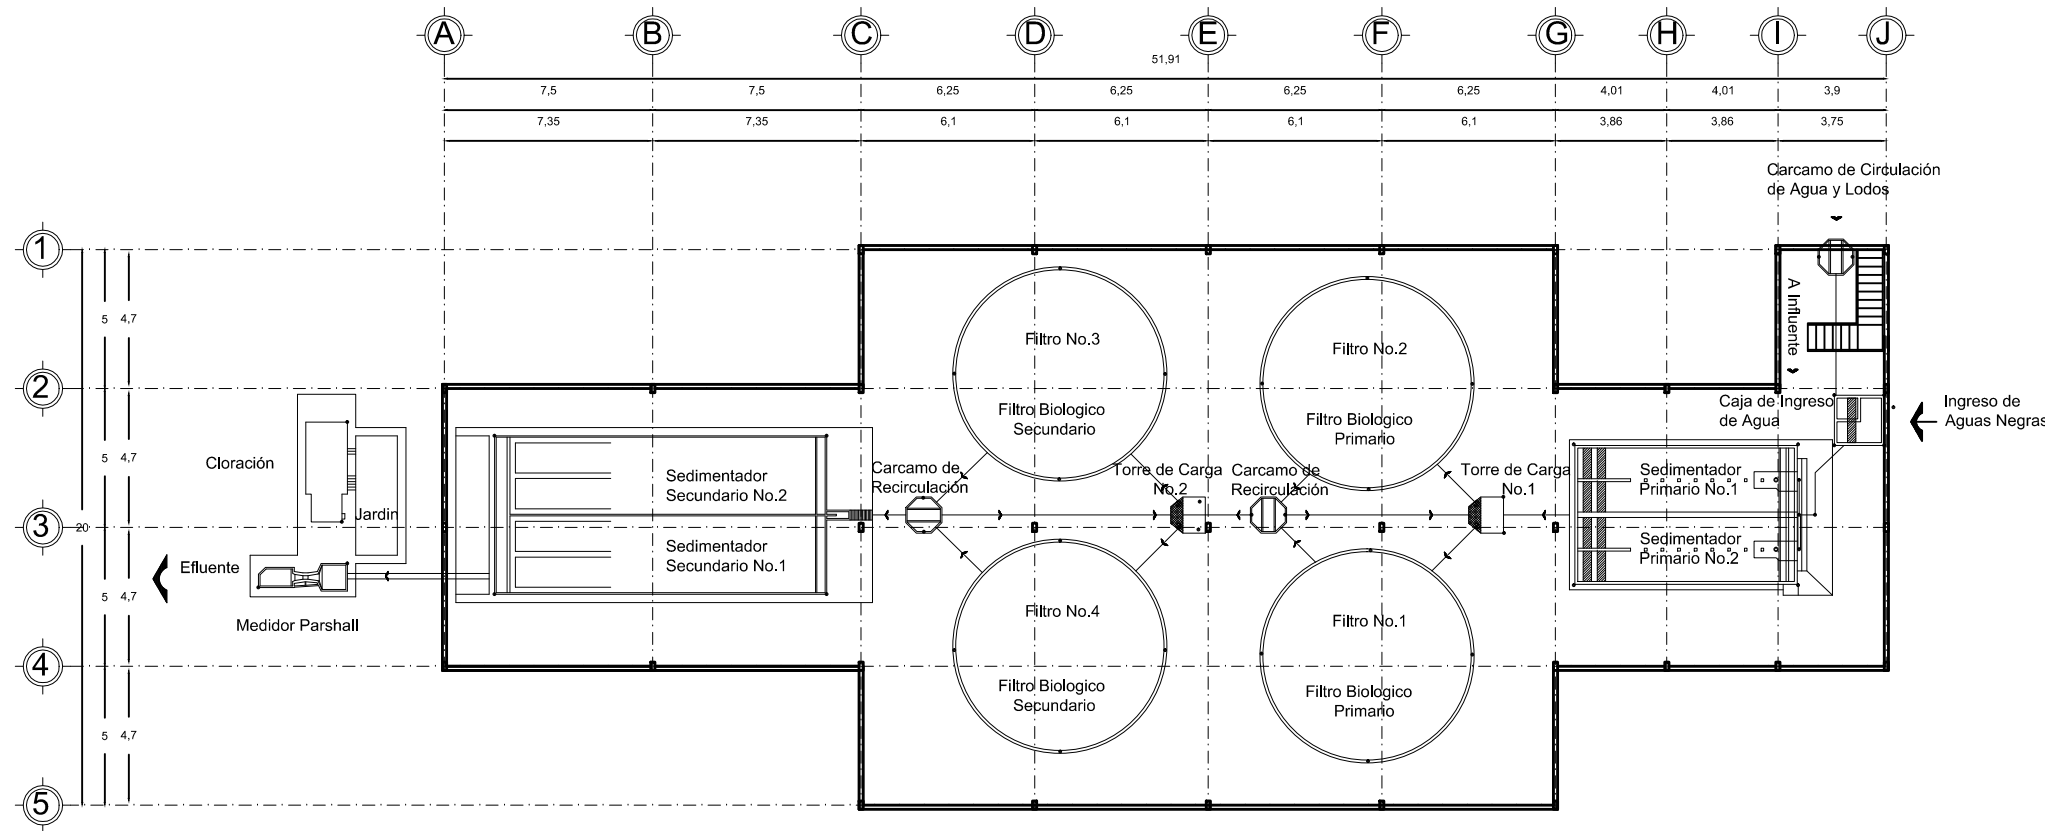 A
B
C
D
E
F
G
H
I
J
51,91
7,5
7,5
6,25
6,25
6,25
6,25
4,01
4,01
3,9
7,35
7,35
6,1
6,1
6,1
6,1
3,86
3,86
3,75
Carcamo de Circulación
de Agua y Lodos
1
2
3
4
5
5
4,7
5
4,7
20
5
4,7
5
4,7
A Influente
Filtro No.3
Filtro Biologico
Secundario
Filtro No.2
Filtro Biologico
Primario
Caja de Ingreso
de Agua
Ingreso de
Aguas Negras
Cloración
Jardin
Sedimentador
Secundario No.2
Sedimentador
Secundario No.1
Carcamo de
Recirculación
Torre de Carga
No.2
Carcamo de
Recirculación
Torre de Carga
No.1
Sedimentador
Primario No.1
Sedimentador
Primario No.2
Efluente
Medidor Parshall
Filtro No.4
Filtro Biologico
Secundario
Filtro No.1
Filtro Biologico
Primario